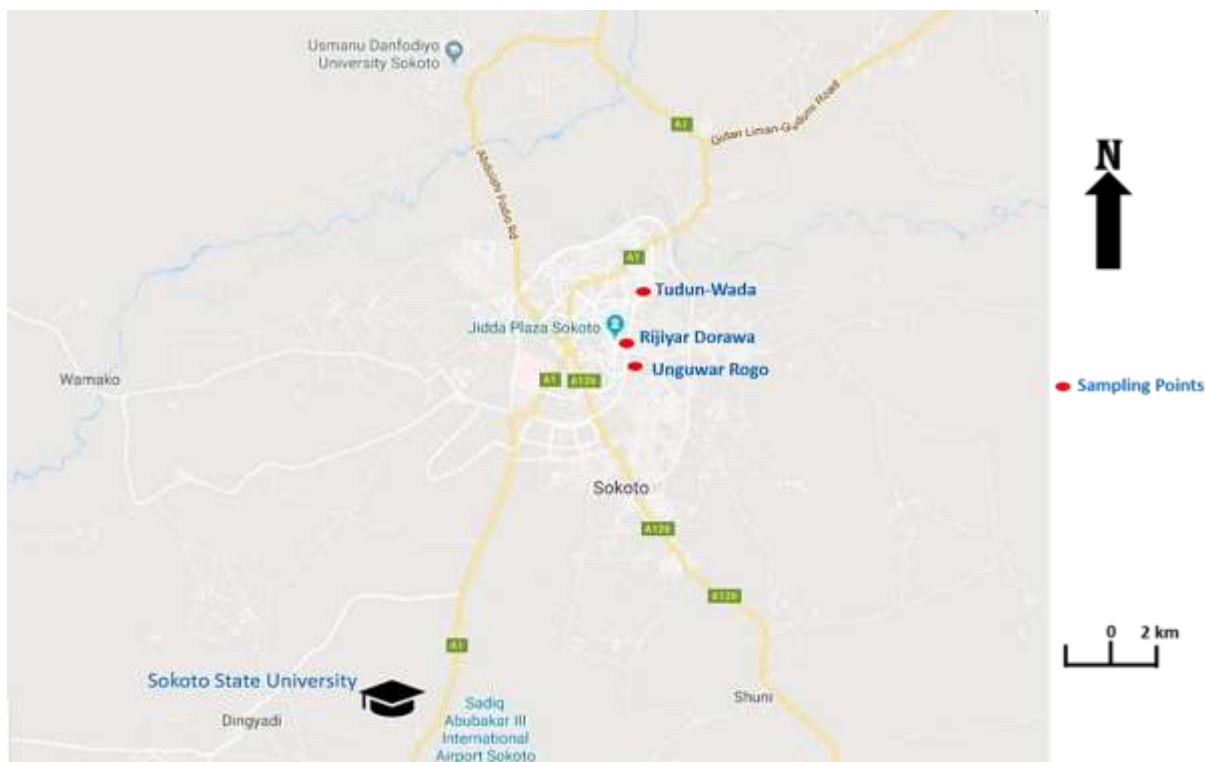 Usmanu Danfodiyo
University Sokoto
A1
Gidan Liman-Gudumi Road
N
Abdullahi Fodio Rd
A1
Tudun-Wada
Jidda Plaza Sokoto
Rijiyar Dorawa
Unguwar Rogo
Wamako
A1
A126
Sampling Points
Sokoto
A126
A126
0 2 km
A1
Sokoto State University
Shuni
Dingyadi
Sadiq
Abubakar III
International
Airport Sokoto